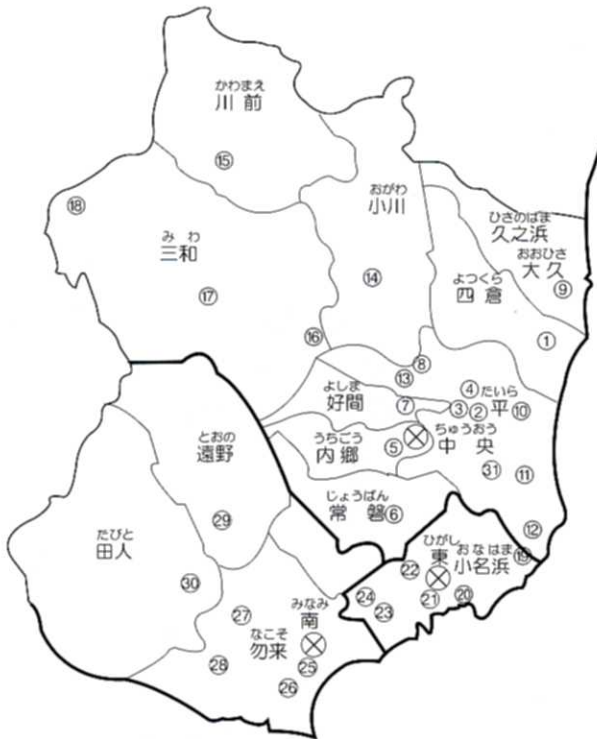 かわまえ
川前
⑮
おがわ
小川
⑱
ひさのはま
久之浜
おおひさ
大久
⑨
みわ
三和
よつくら
四倉
⑭
⑰
①
⑯
⑧
⑬
よしま
好間
⑦
④
たいら
平
③
②
⑩
ちゅうおう
中央
うちごう
内郷
⑤
㉛
⑪
とおの
遠野
じょうばん
常磐
⑥
⑫
㉙
ひがし
東
おなはま
小名浜
⑲
㉒
たびと
田人
㉚
㉔
㉓
㉑
⑳
㉗
みなみ
南
なこそ
勿来
㉘
㉕
㉖